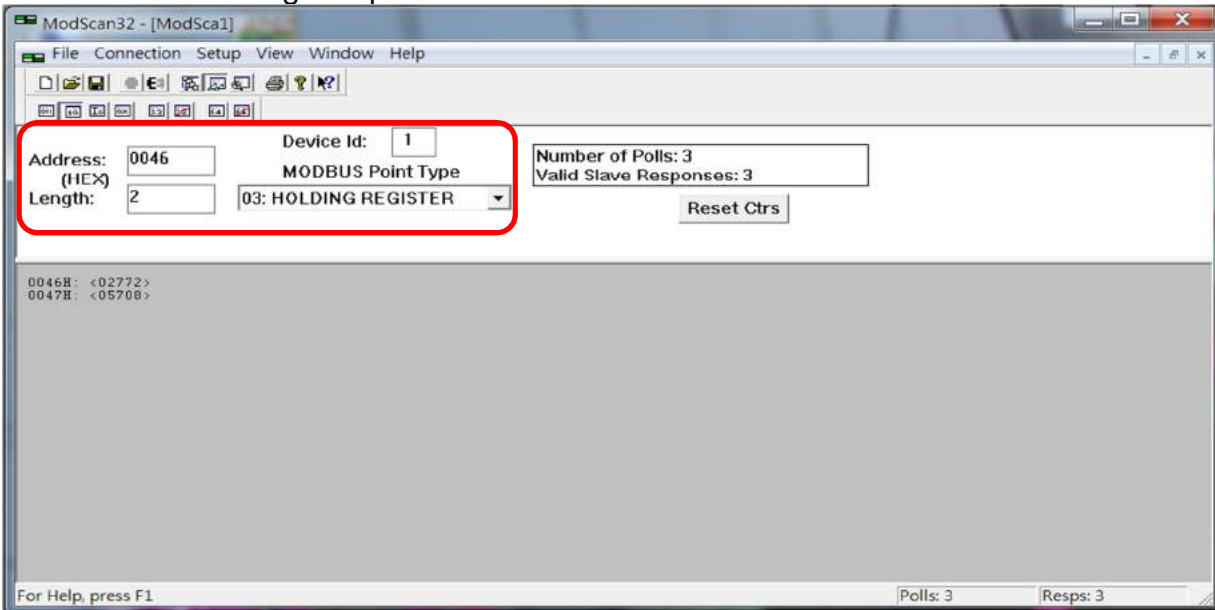 ModScan32 - [ModSca1]
File Connection Setup View Window Help
Device Id: 1
Address: 0046
(HEX)
MODBUS Point Type
Length: 2
03: HOLDING REGISTER
Number of Polls: 3
Valid Slave Responses: 3
Reset Ctrs
0046H: <02772>
0047H: <05708>
For Help, press F1
Polls: 3
Resps: 3